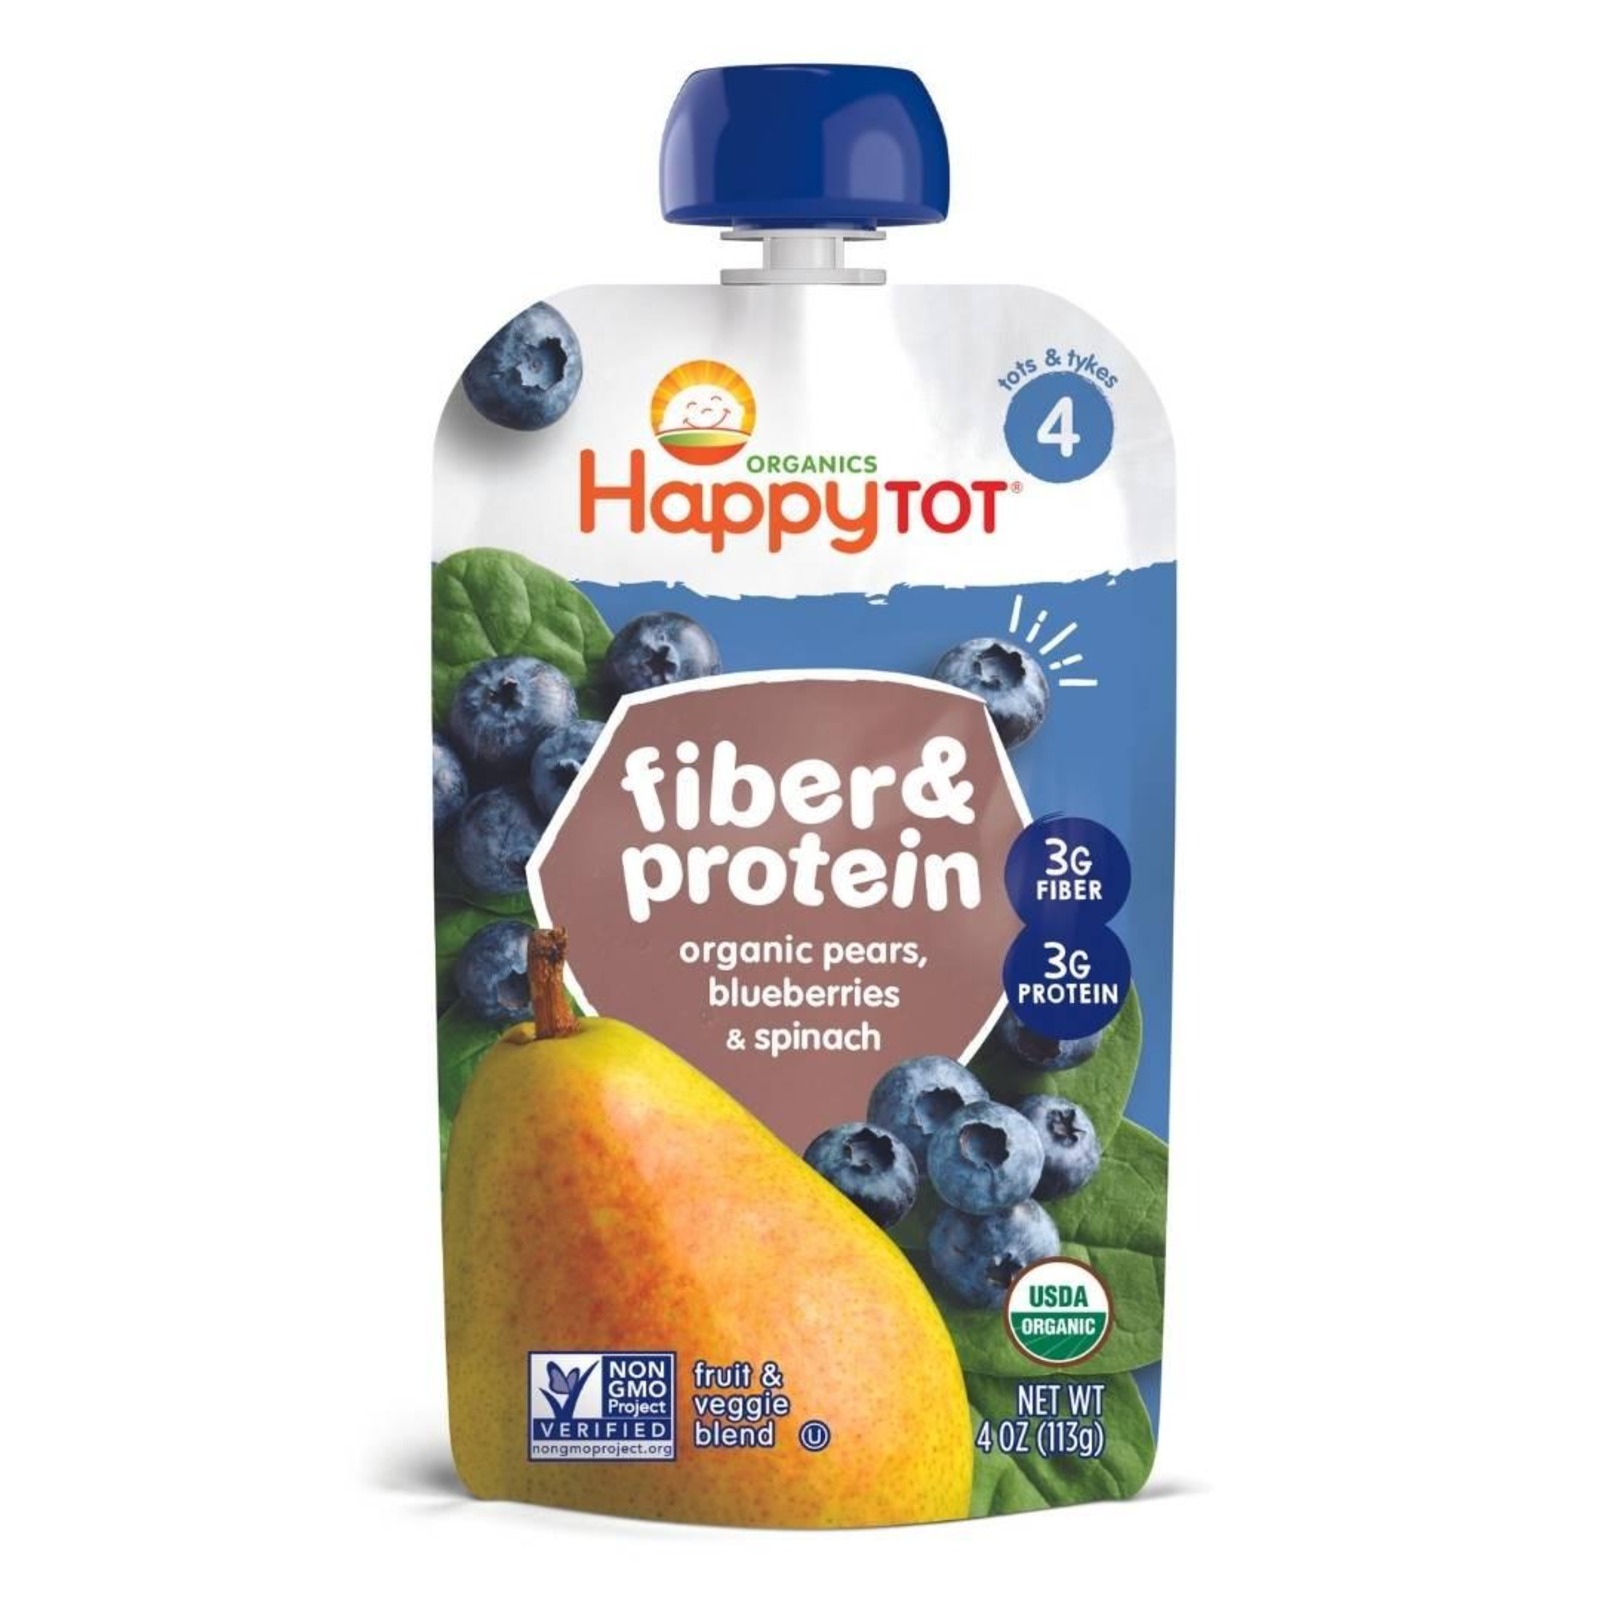 tots & tykes
4
ORGANICS
HappyTOT®
fiber&
protein
organic pears,
blueberries
& spinach
3G
FIBER
3G
PROTEIN
USDA
ORGANIC
NON
GMO
Project
VERIFIED
nongmoproject.org
fruit &
veggie
blend U
NET WT
4 OZ (113g)